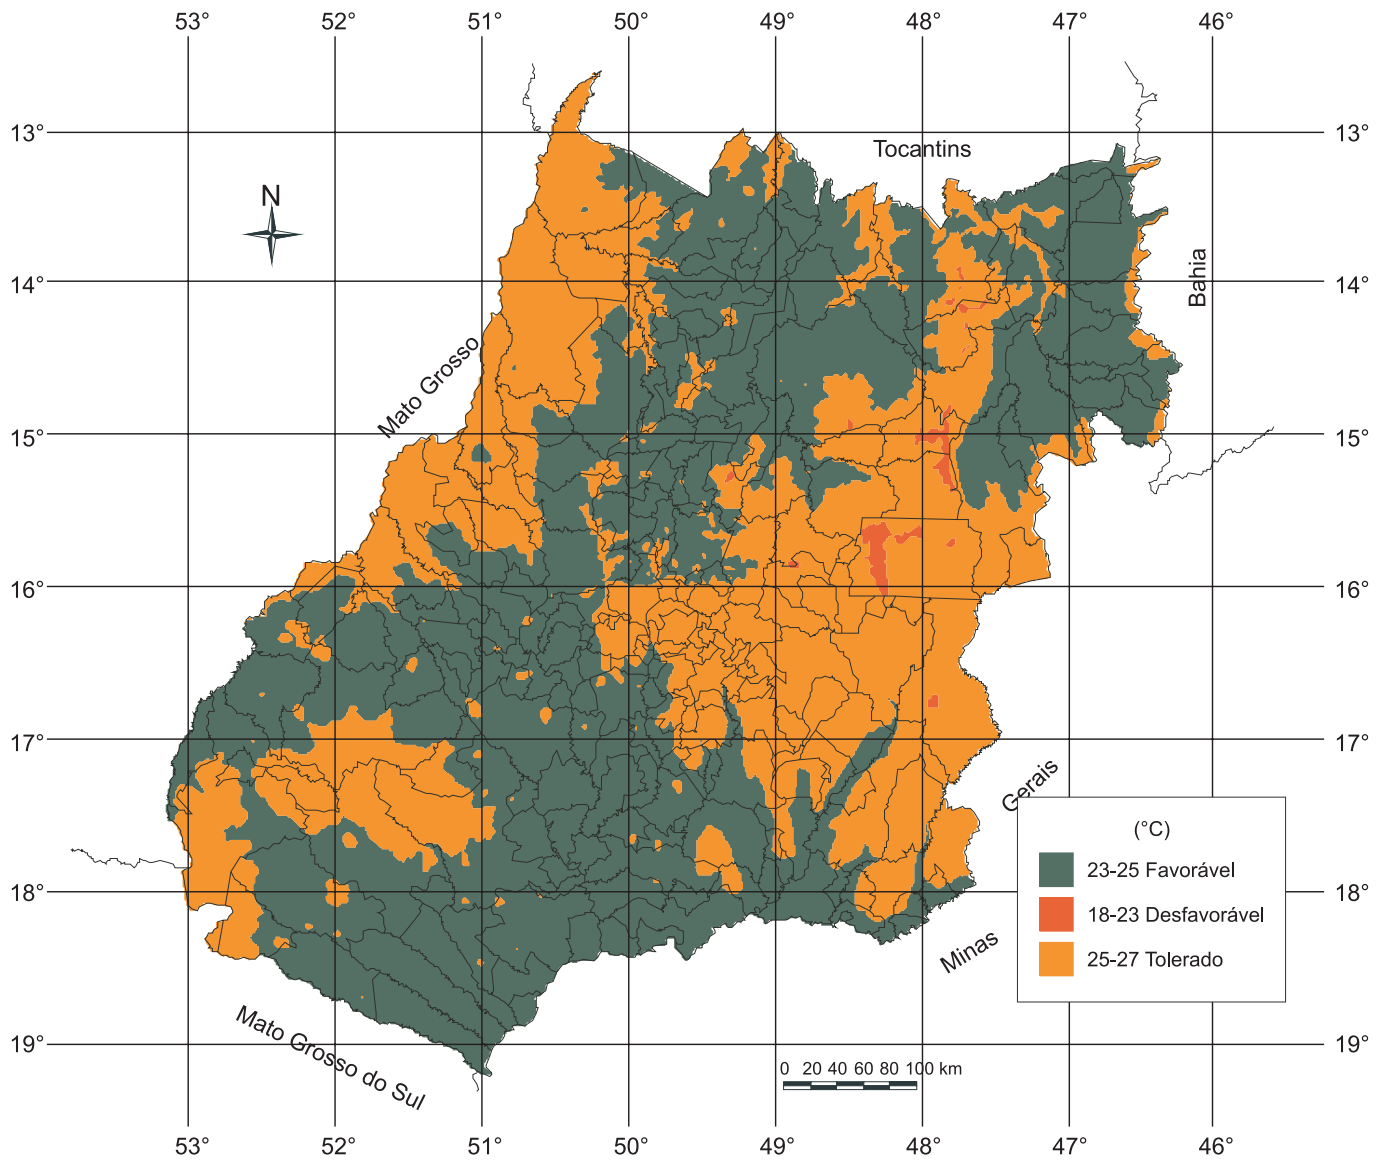 53° 52° 51° 50° 49° 48° 47° 46°
13° 13°
Tocantins
N
Bahia
14° 14°
Mato Grosso
15° 15°
16° 16°
17° 17°
Gerais
(°C)
23-25 Favorável
18° 18°
18-23 Desfavorável
Minas
25-27 Tolerado
Mato Grosso do Sul
19° 19°
0 20 40 60 80 100 km
53° 52° 51° 50° 49° 48° 47° 46°